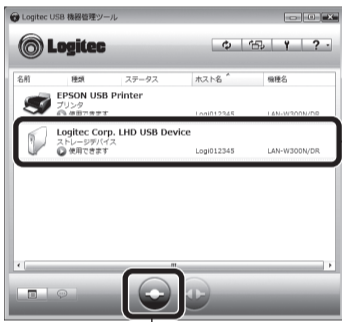 Logitec USB 機器管理ツール
Logitec
名前 種類 ステータス ホスト名 機種名
EPSON USB Printer
プリンタ
使用できます Logi012345 LAN-W300N/DR
Logitec Corp. LHD USB Device
ストレージデバイス
使用できます Logi012345 LAN-W300N/DR